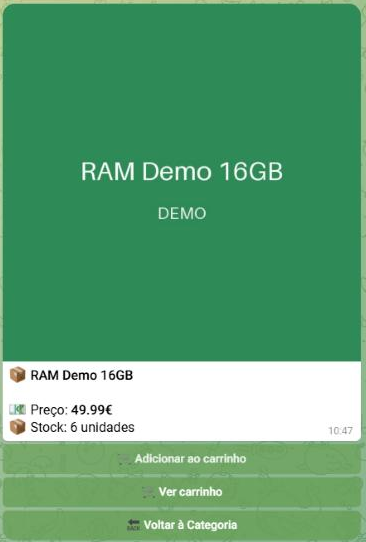 RAM Demo 16GB
DEMO
📦 RAM Demo 16GB
💶 Preço: 49.99€
📦 Stock: 6 unidades
10:47
🛒 Adicionar ao carrinho
🛒 Ver carrinho
🔙 Voltar à Categoria